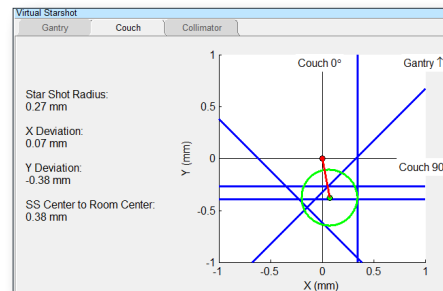 Virtual Starshot
Gantry Couch Collimator
Star Shot Radius:
0.27 mm
X Deviation:
0.07 mm
Y Deviation:
-0.38 mm
SS Center to Room Center:
0.38 mm
Couch 0° Gantry ↑
Couch 90
Y (mm)
1
0.5
0
-0.5
-1
-1 -0.5 0 0.5 1
X (mm)